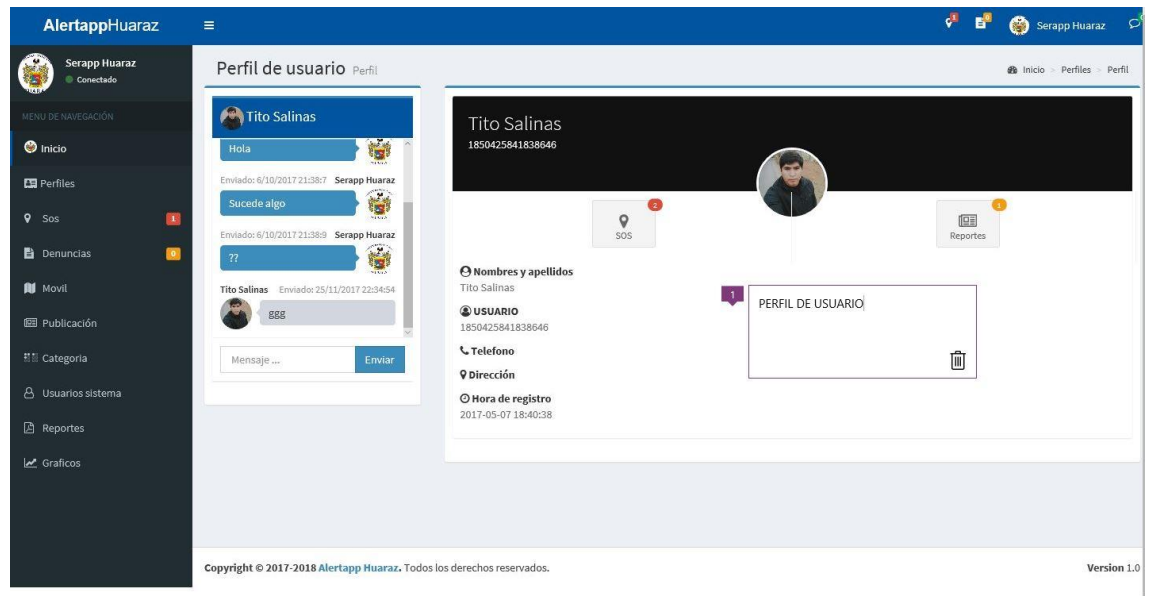 AlertappHuaraz
1
0
Serapp Huaraz
Serapp Huaraz
Conectado
MENU DE NAVEGACIÓN
Inicio
Perfiles
Sos 1
Denuncias 0
Movil
Publicación
Categoria
Usuarios sistema
Reportes
Graficos
Perfil de usuario Perfil
Inicio > Perfiles > Perfil
Tito Salinas
Hola
Enviado: 6/10/2017 21:38:7 Serapp Huaraz
Sucede algo
Enviado: 6/10/2017 21:38:9 Serapp Huaraz
??
Tito Salinas Enviado: 25/11/2017 22:34:54
ggg
Mensaje ... Enviar
Tito Salinas
1850425841838646
2
SOS
1
Reportes
Nombres y apellidos
Tito Salinas
USUARIO
1850425841838646
Telefono
Dirección
Hora de registro
2017-05-07 18:40:38
1
PERFIL DE USUARIO
Copyright © 2017-2018 Alertapp Huaraz. Todos los derechos reservados.
Version 1.0